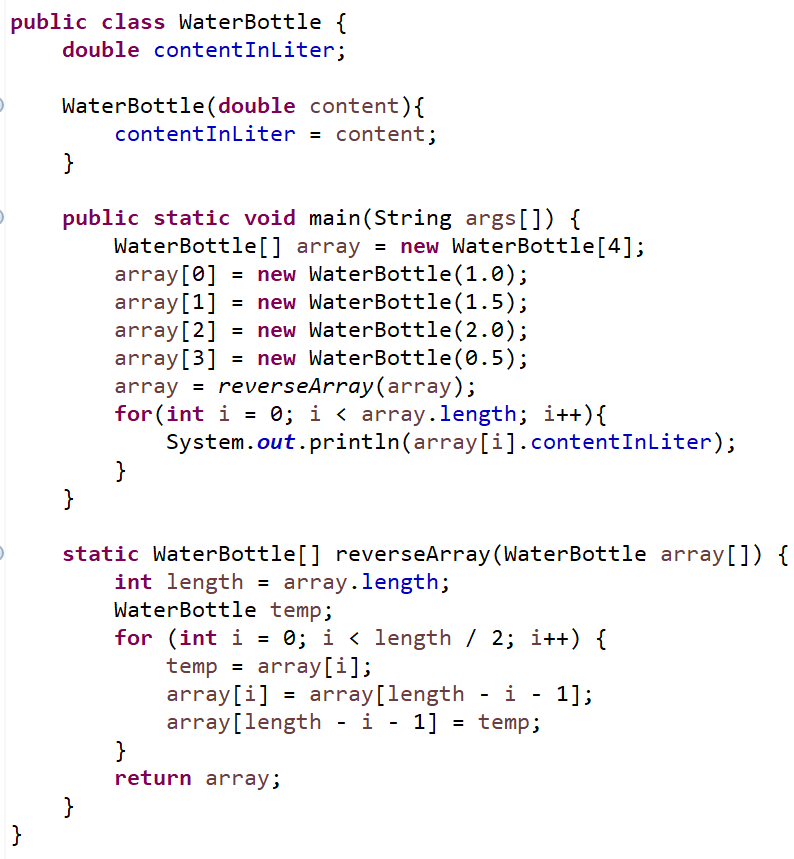 public class WaterBottle {
    double contentInLiter;

    WaterBottle(double content){
        contentInLiter = content;
    }

    public static void main(String args[]) {
        WaterBottle[] array = new WaterBottle[4];
        array[0] = new WaterBottle(1.0);
        array[1] = new WaterBottle(1.5);
        array[2] = new WaterBottle(2.0);
        array[3] = new WaterBottle(0.5);
        array = reverseArray(array);
        for(int i = 0; i < array.length; i++){
            System.out.println(array[i].contentInLiter);
        }
    }

    static WaterBottle[] reverseArray(WaterBottle array[]) {
        int length = array.length;
        WaterBottle temp;
        for (int i = 0; i < length / 2; i++) {
            temp = array[i];
            array[i] = array[length - i - 1];
            array[length - i - 1] = temp;
        }
        return array;
    }
}